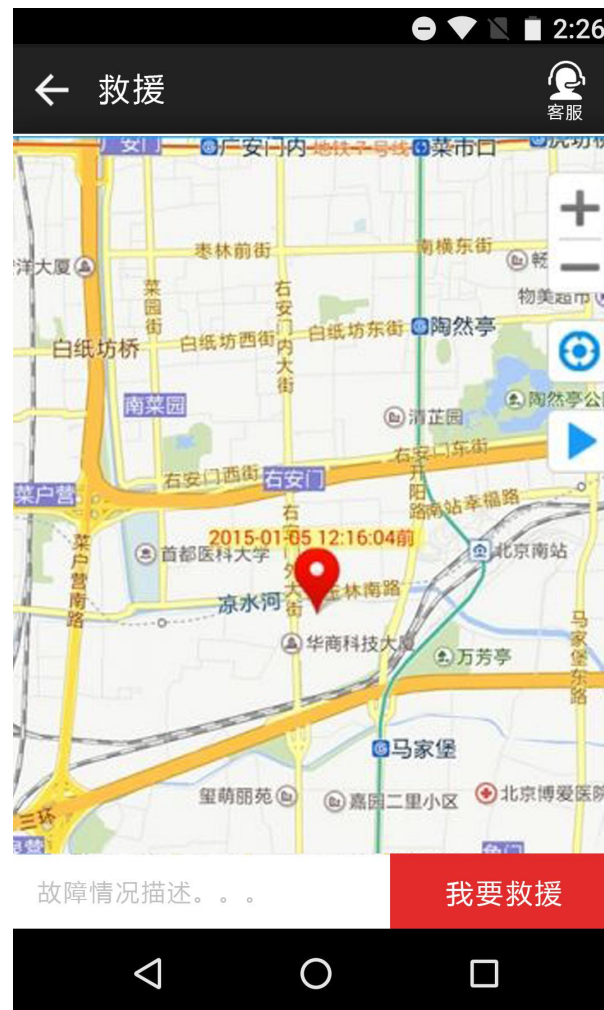 2:26
救援
客服
广安门内
地铁7号线
菜市口
枣林前街
南横东街
洋大厦
菜园街
右安门内大街
物美超市
白纸坊桥
白纸坊西街
白纸坊东街
陶然亭
南菜园
清芷园
陶然亭公
右安门东街
右安门西街
右安门
菜户营
开阳路
南站幸福路
2015-01-05 12:16:04前
首都医科大学
北京南站
菜户营南路
凉水河
玉林南路
华商科技大厦
万芳亭
马家堡东路
马家堡
玺萌丽苑
嘉园二里小区
北京博爱医院
三环
故障情况描述。。。
我要救援